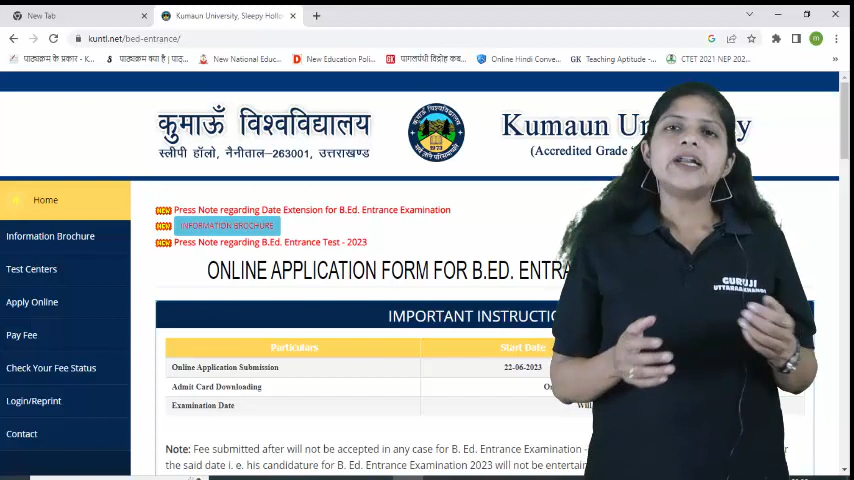 New Tab
Kumaun University, Sleepy Hollo
kuntl.net/bed-entrance/
पाठ्यक्रम के प्रकार - K...
पाठ्यक्रम क्या है | पाठ्...
New National Educ...
New Education Poli...
पागलपंथी विद्रोह कब...
Online Hindi Conve...
GK Teaching Aptitude -...
CTET 2021 NEP 202...
कुमाऊँ विश्वविद्यालय
स्लीपी हॉलो, नैनीताल–263001, उत्तराखण्ड
1973
Kumaun Un
y
(Accredited Grade
Home
Information Brochure
Test Centers
Apply Online
Pay Fee
Check Your Fee Status
Login/Reprint
Contact
NEW Press Note regarding Date Extension for B.Ed. Entrance Examination
NEW INFORMATION BROCHURE
NEW Press Note regarding B.Ed. Entrance Test - 2023
ONLINE APPLICATION FORM FOR B.ED. ENTRA
IMPORTANT INSTRUCTIO
Particulars
Start Date
Online Application Submission
22-06-2023
Admit Card Downloading
Examination Date
Note: Fee submitted after will not be accepted in any case for B. Ed. Entrance Examination -
the said date i. e. his candidature for B. Ed. Entrance Examination 2023 will not be entertain
GURUJI
UTTARAKHAND